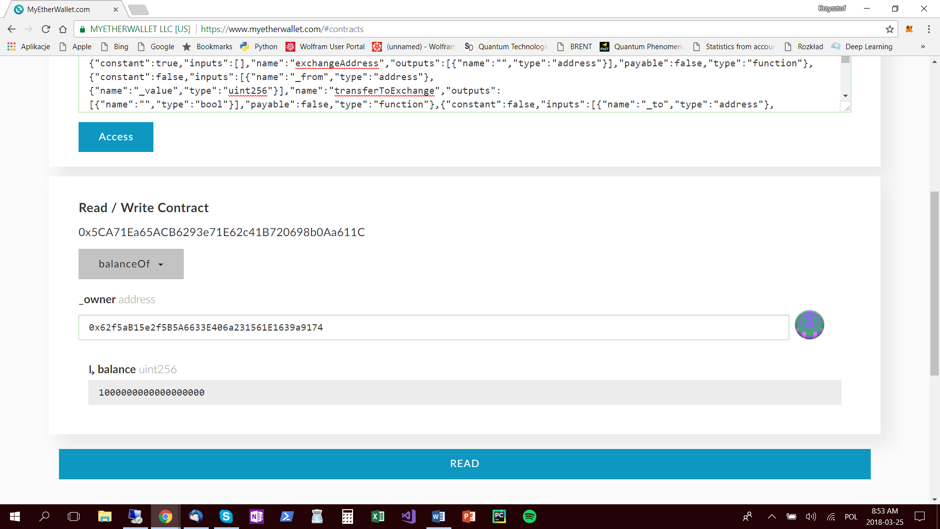 MyEtherWallet.com
Krzysztof
MYETHERWALLET LLC [US] https://www.myetherwallet.com/#contracts
Aplikacje Apple Bing Google Bookmarks Python Wolfram User Portal (unnamed) - Wolfram Quantum Technologi BRENT Quantum Phenomen Statistics from accou Rozkład Deep Learning »
{"constant":true,"inputs":[],"name":"exchangeAddress","outputs":[{"name":"","type":"address"}],"payable":false,"type":"function"},
{"constant":false,"inputs":[{"name":"_from","type":"address"},
{"name":"_value","type":"uint256"}],"name":"transferToExchange","outputs":
[{"name":"","type":"bool"}],"payable":false,"type":"function"},{"constant":false,"inputs":[{"name":"_to","type":"address"},
Access
Read / Write Contract
0x5CA71Ea65ACB6293e71E62c41B720698b0Aa611C
balanceOf
_owner address
0x62f5aB15e2f5B5A6633E406a231561E1639a9174
balance uint256
1000000000000000000
READ
POL
8:53 AM
2018-03-25